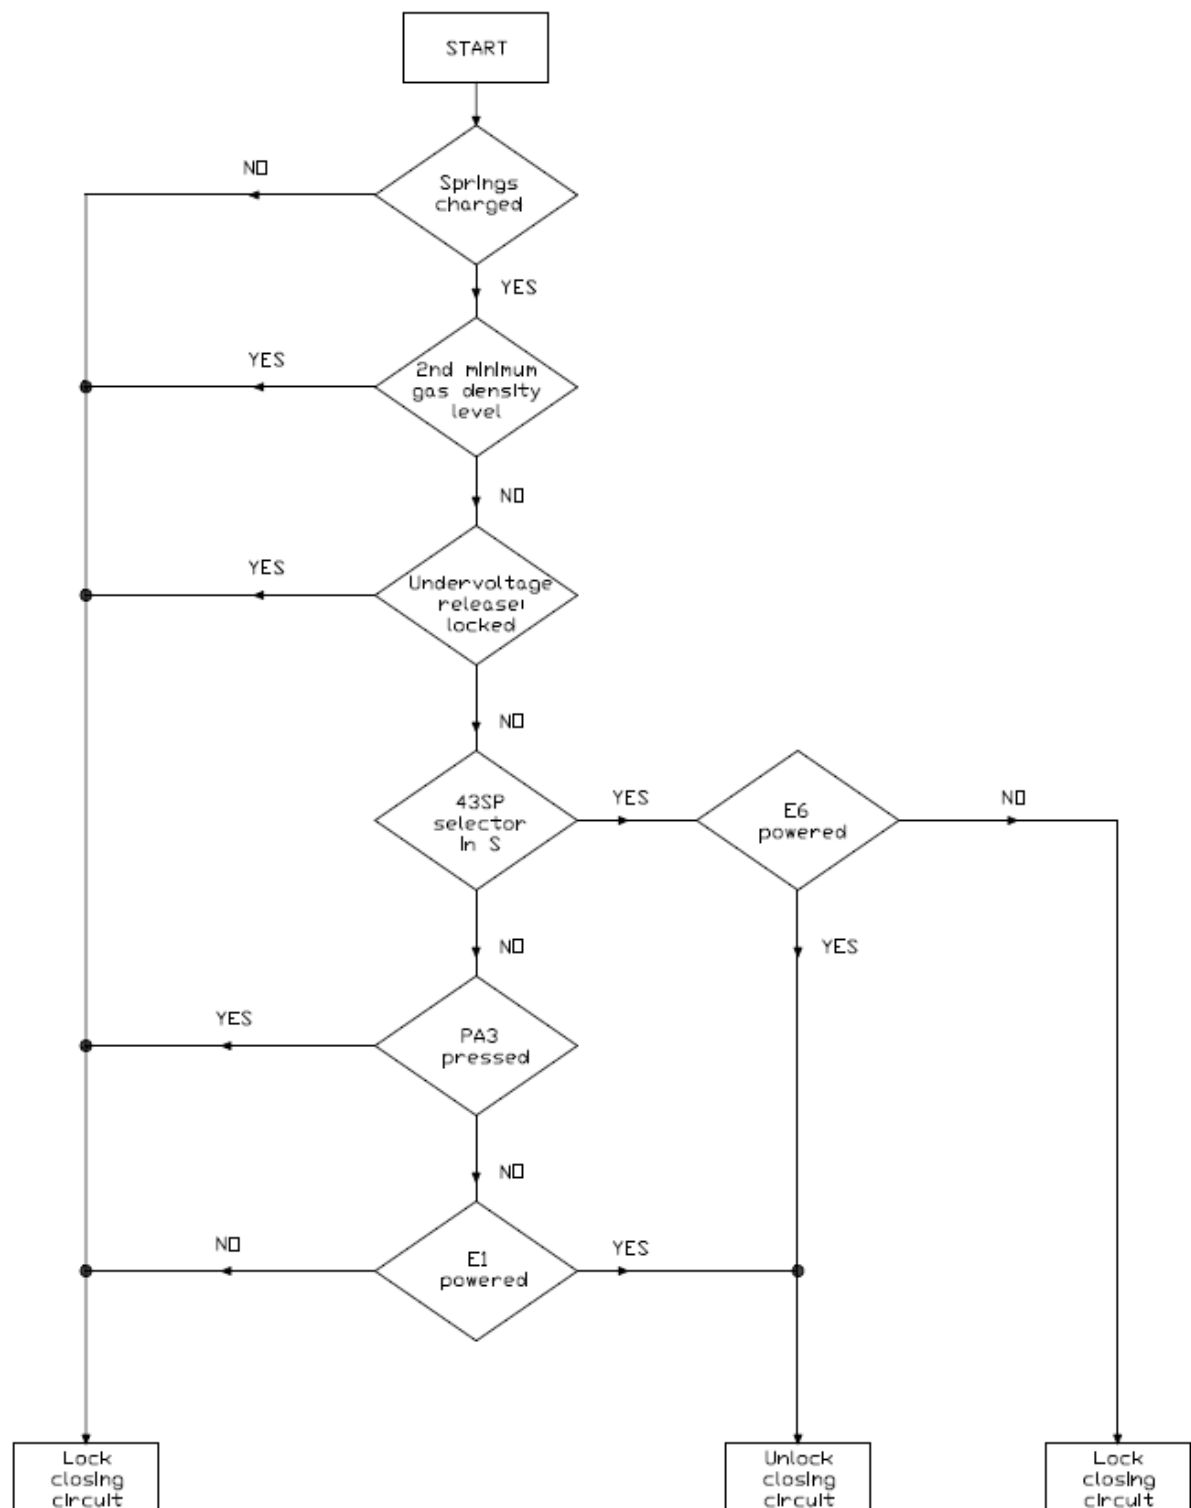 START
NO
Springs
charged
YES
YES
2nd minimum
gas density
level
NO
YES
Undervoltage
release:
locked
NO
43SP
selector
in S
YES
E6
powered
NO
NO
YES
YES
PA3
pressed
NO
NO
E1
powered
YES
Lock
closing
circuit
Unlock
closing
circuit
Lock
closing
circuit